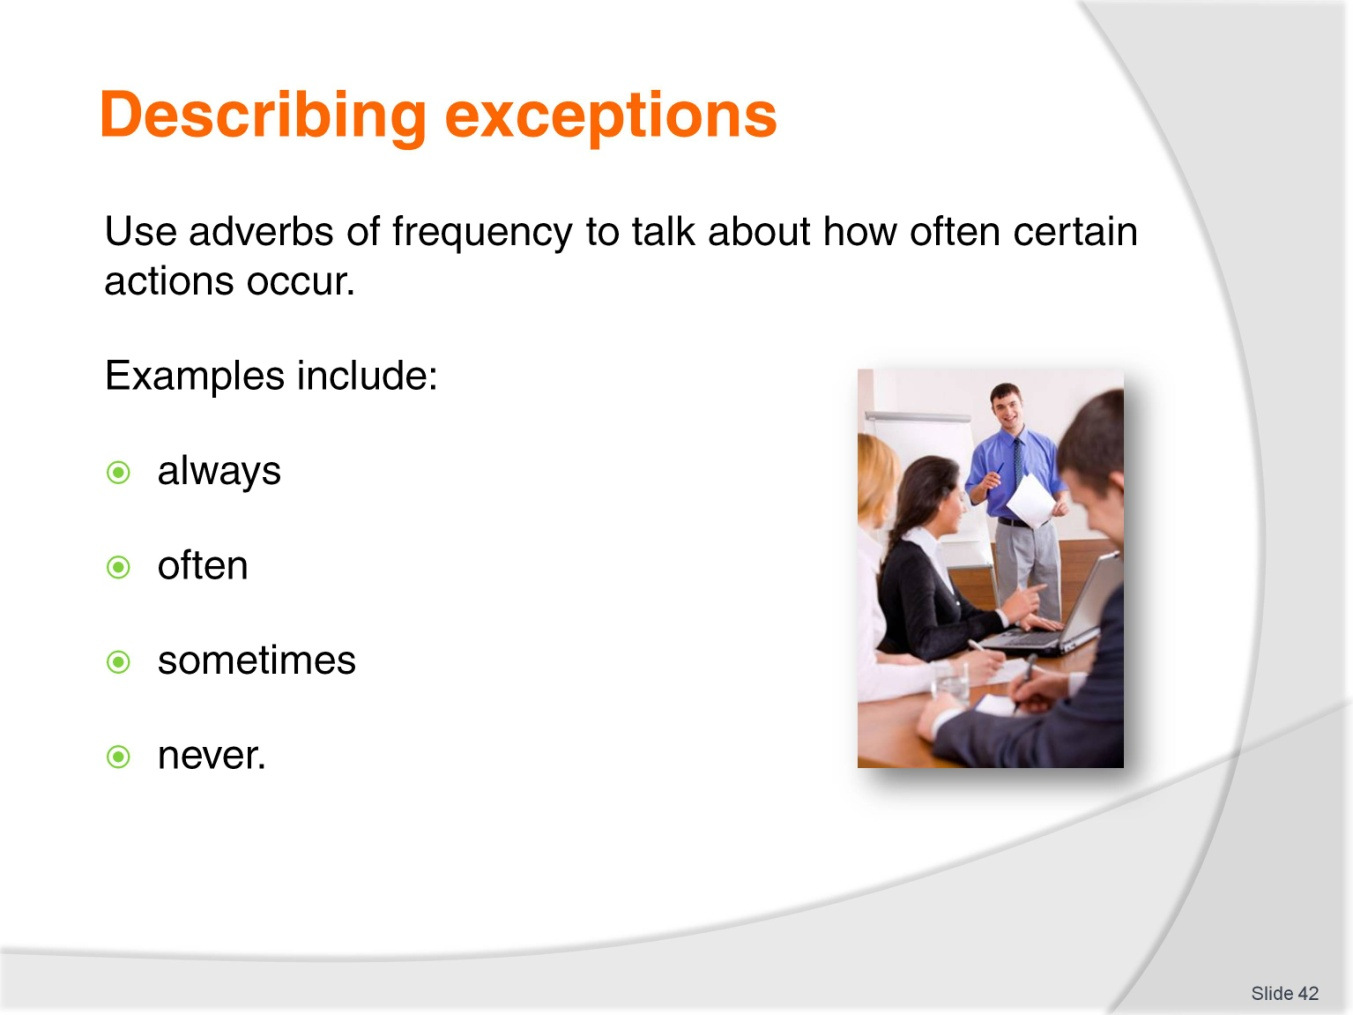 Describing exceptions
Use adverbs of frequency to talk about how often certain
actions occur.
Examples include:
always
often
sometimes
never.
Slide 42